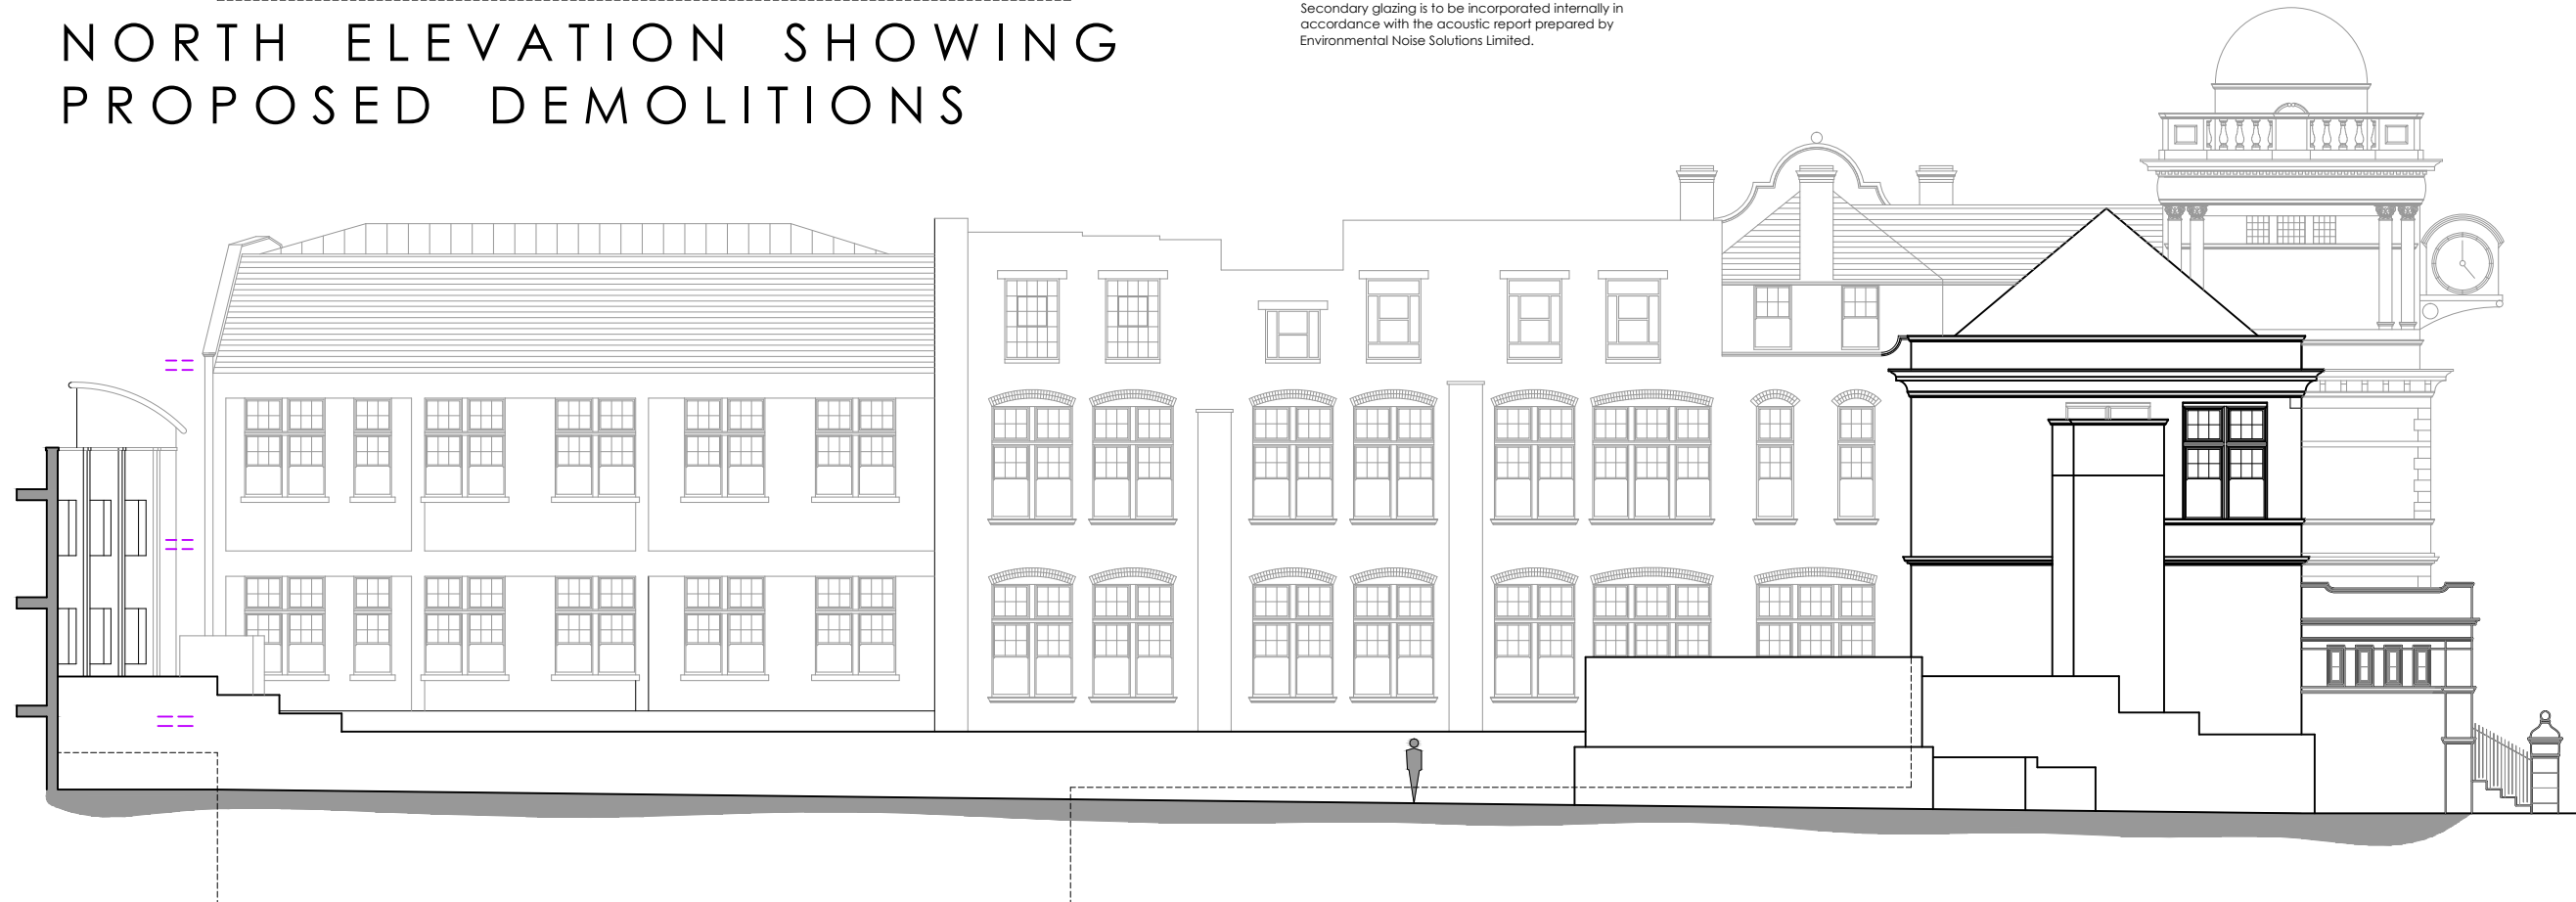 NORTH ELEVATION SHOWING
PROPOSED DEMOLITIONS
Secondary glazing is to be incorporated internally in
accordance with the acoustic report prepared by
Environmental Noise Solutions Limited.